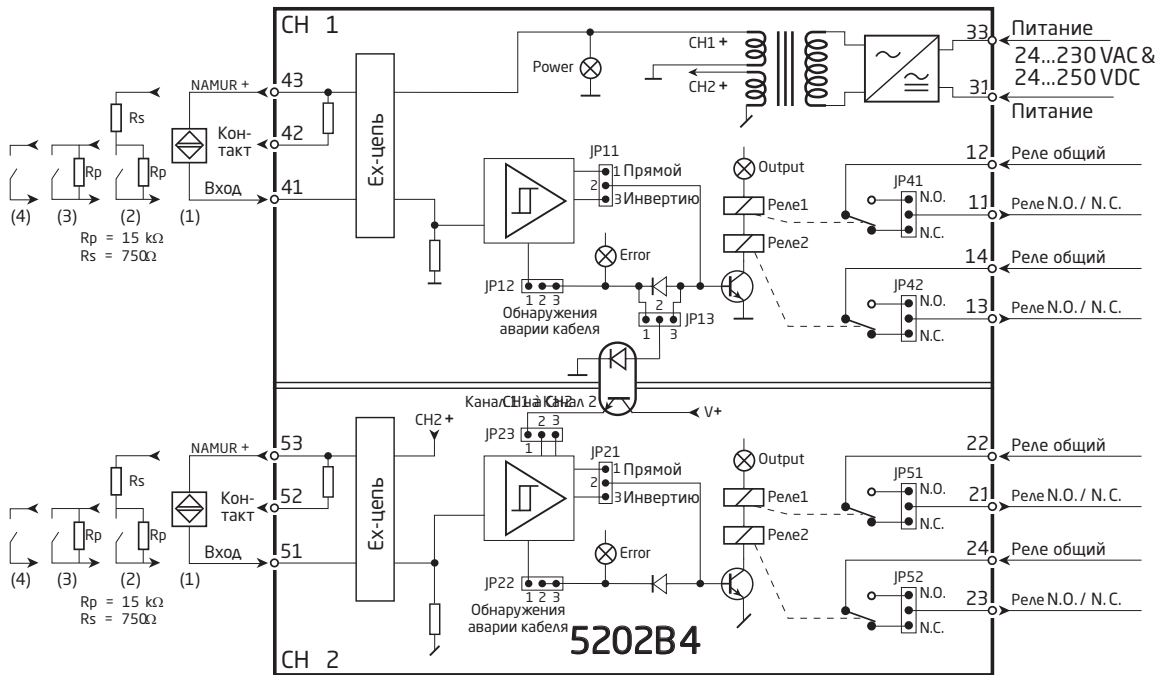 CH 1
33
Питание
24...230 VAC &
24...250 VDC
31
Питание
CH1 +
CH2 +
Power
NAMUR +
43
Rs
Кон-
такт
42
Rp
Rp
Вход
41
(4)
(3)
(2)
(1)
Rp = 15 kΩ
Rs = 750Ω
Ex-цепь
JP11
1 Прямой
2
3 Инвертию
Output
Реле1
Реле2
Error
JP12
1 2 3
Обнаружения
аварии кабеля
2
1 3
JP13
12
Реле общий
JP41
N.O.
11
Реле N.O. / N.C.
N.C.
14
Реле общий
JP42
N.O.
13
Реле N.O. / N.C.
N.C.
V+
CH2 +
2 3
JP23
1
NAMUR +
53
Rs
Кон-
такт
52
Rp
Rp
Вход
51
(4)
(3)
(2)
(1)
Rp = 15 kΩ
Rs = 750Ω
Ex-цепь
JP21
1 Прямой
2
3 Инвертию
Output
Реле1
Реле2
Error
JP22
1 2 3
Обнаружения
аварии кабеля
22
Реле общий
JP51
N.O.
21
Реле N.O. / N.C.
N.C.
24
Реле общий
JP52
N.O.
23
Реле N.O. / N.C.
N.C.
5202B4
CH 2